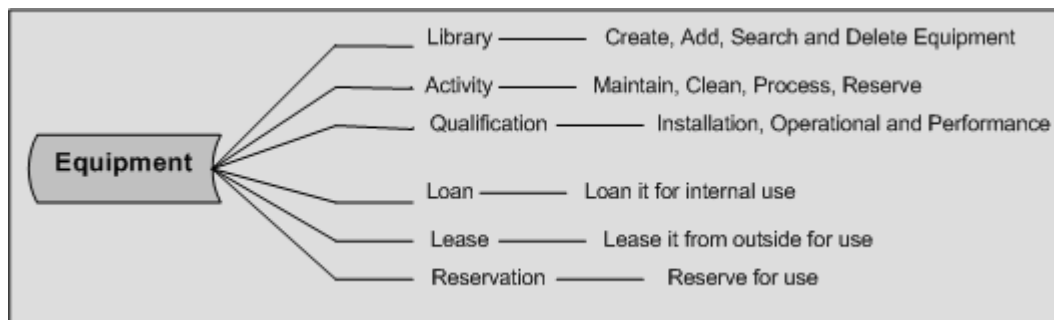 Library Create, Add, Search and Delete Equipment
Activity Maintain, Clean, Process, Reserve
Qualification Installation, Operational and Performance
Equipment
Loan Loan it for internal use
Lease Lease it from outside for use
Reservation Reserve for use